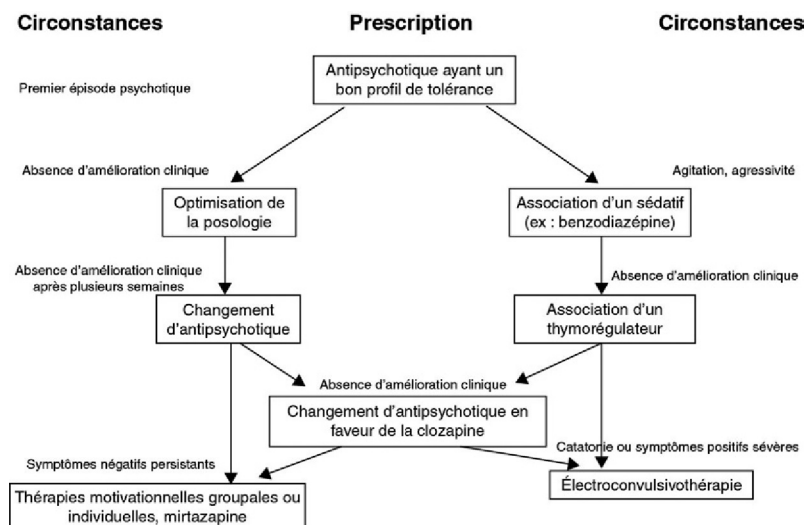 Circonstances
Prescription
Circonstances
Premier épisode psychotique
Antipsychotique ayant un
bon profil de tolérance
Absence d'amélioration clinique
Agitation, agressivité
Optimisation de
la posologie
Association d'un sédatif
(ex : benzodiazépine)
Absence d'amélioration clinique
après plusieurs semaines
Absence d'amélioration clinique
Changement
d'antipsychotique
Association d'un
thymorégulateur
Absence d'amélioration clinique
Changement d'antipsychotique en
faveur de la clozapine
Symptômes négatifs persistants
Catatonie ou symptômes positifs sévères
Thérapies motivationnelles groupales ou
individuelles, mirtazapine
Électroconvulsivothérapie